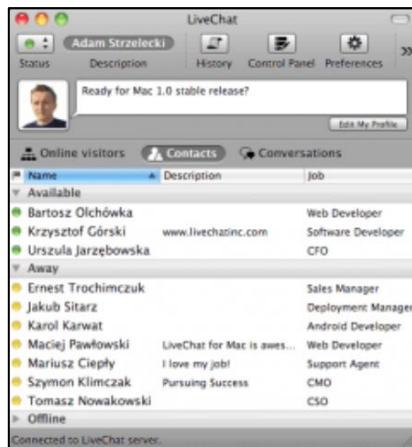 LiveChat
Adam Strzelecki
Status Description History Control Panel Preferences
Ready for Mac 1.0 stable release?
Edit My Profile
Online visitors Contacts Conversations
Name Description Job
Available
Bartosz Olchówka Web Developer
Krzysztof Górski www.livechatinc.com Software Developer
Urszula Jarzębowska CFO
Away
Ernest Trochimczuk Sales Manager
Jakub Sitarz Deployment Manager
Karol Karwat Android Developer
Maciej Pawłowski LiveChat for Mac is awes... Web Developer
Mariusz Ciepły I love my job! Support Agent
Szymon Klimczak Pursuing Success CMO
Tomasz Nowakowski CSO
Offline
Connected to LiveChat server.